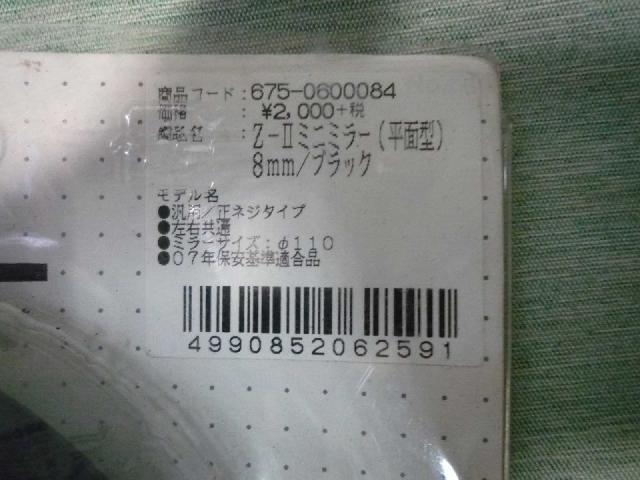 商品コード：675-0600084
価格　　　：¥2,000+税
商品名　　：Z-Ⅱミニミラー(平面型)
8mm/ブラック
モデル名
●汎用/正ネジタイプ
●左右共通
●ミラーサイズ：φ110
●07年保安基準適合品
4990852062591